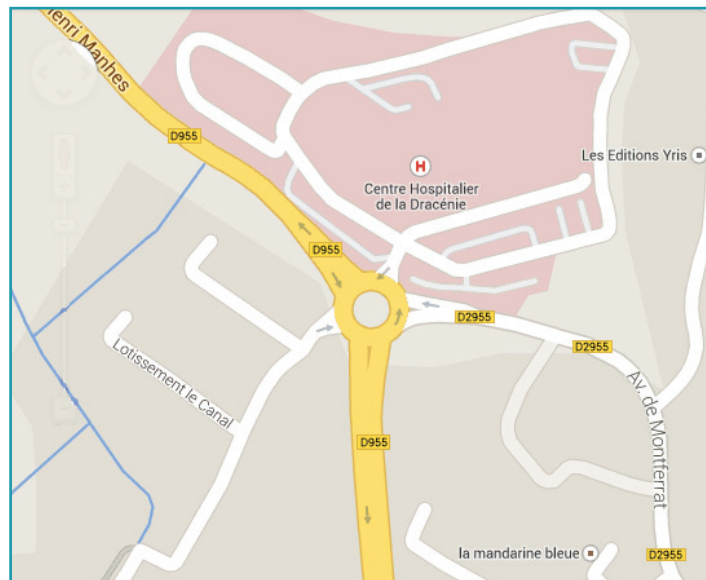 Henri Manhes
D955
Les Editions Yris
H
Centre Hospitalier
de la Dracénie
D955
D2955
D2955
Lotissement le Canal
Av. de Montferrat
D955
la mandarine bleue
D2955